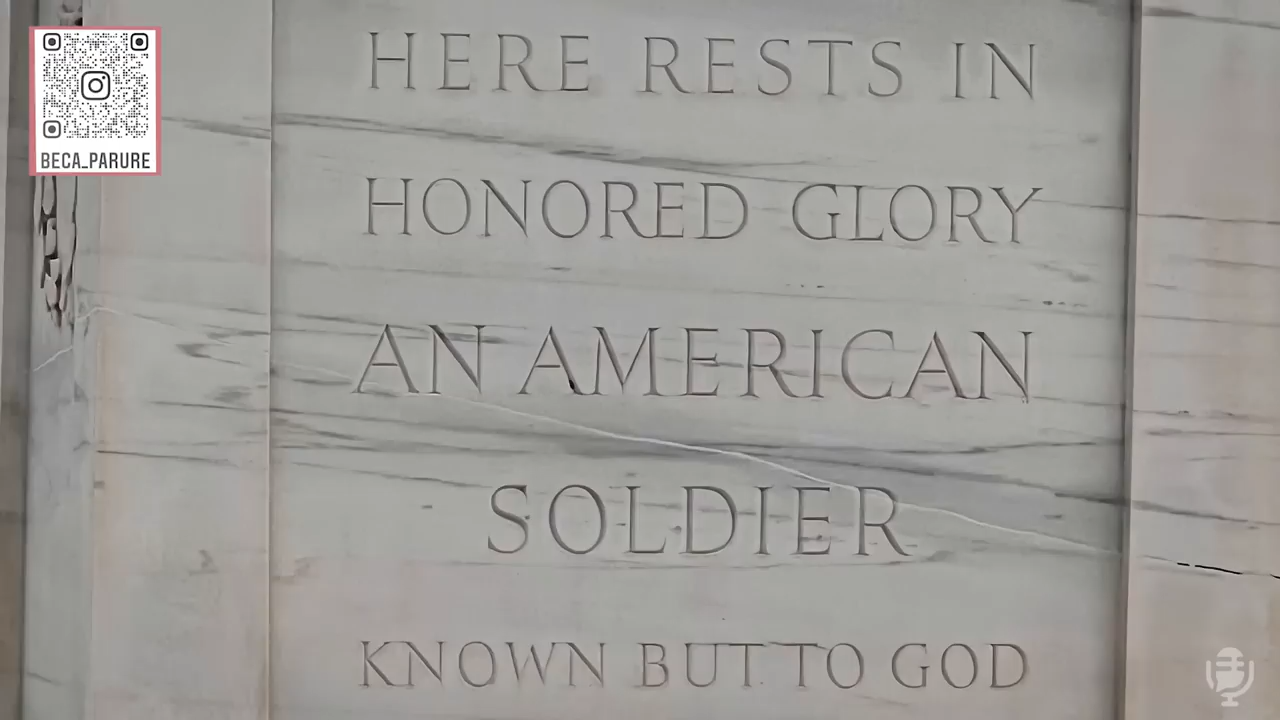 BECA_PARURE
HERE RESTS IN
HONORED GLORY
AN AMERICAN
SOLDIER
KNOWN BUT TO GOD